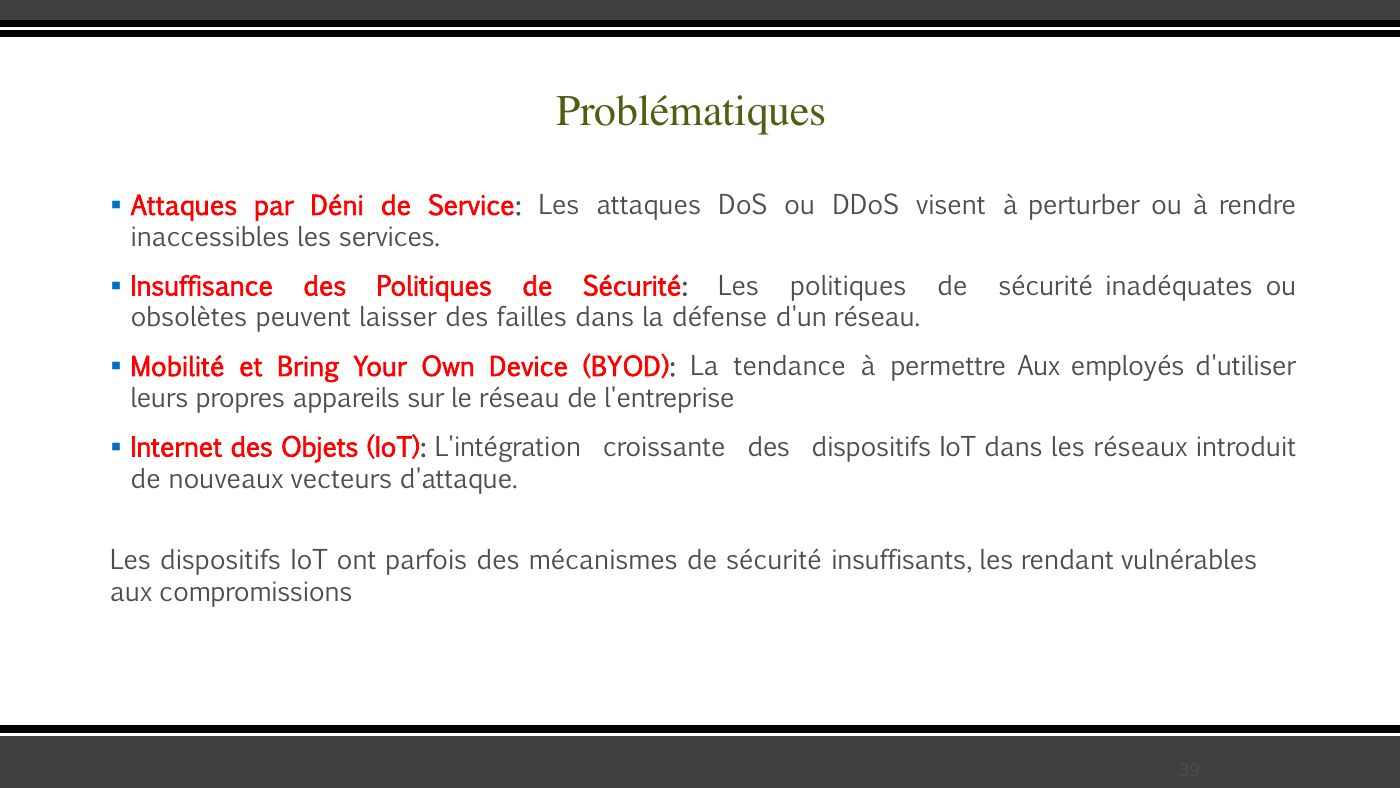 Problématiques
▪ Attaques par Déni de Service: Les attaques DoS ou DDoS visent à perturber ou à rendre
inaccessibles les services.
▪ Insuffisance des Politiques de Sécurité: Les politiques de sécurité inadéquates ou
obsolètes peuvent laisser des failles dans la défense d'un réseau.
▪ Mobilité et Bring Your Own Device (BYOD): La tendance à permettre Aux employés d'utiliser
leurs propres appareils sur le réseau de l'entreprise
▪ Internet des Objets (IoT): L'intégration croissante des dispositifs IoT dans les réseaux introduit
de nouveaux vecteurs d'attaque.
Les dispositifs IoT ont parfois des mécanismes de sécurité insuffisants, les rendant vulnérables
aux compromissions
39